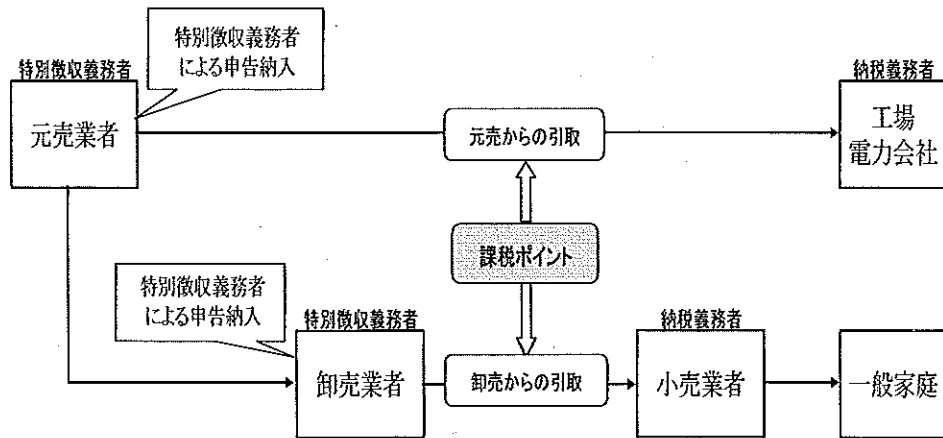 特別徴収義務者
による申告納入
特別徴収義務者
元売業者
元売からの引取
納税義務者
工場
電力会社
課税ポイント
特別徴収義務者
による申告納入
特別徴収義務者
卸売業者
卸売からの引取
納税義務者
小売業者
一般家庭